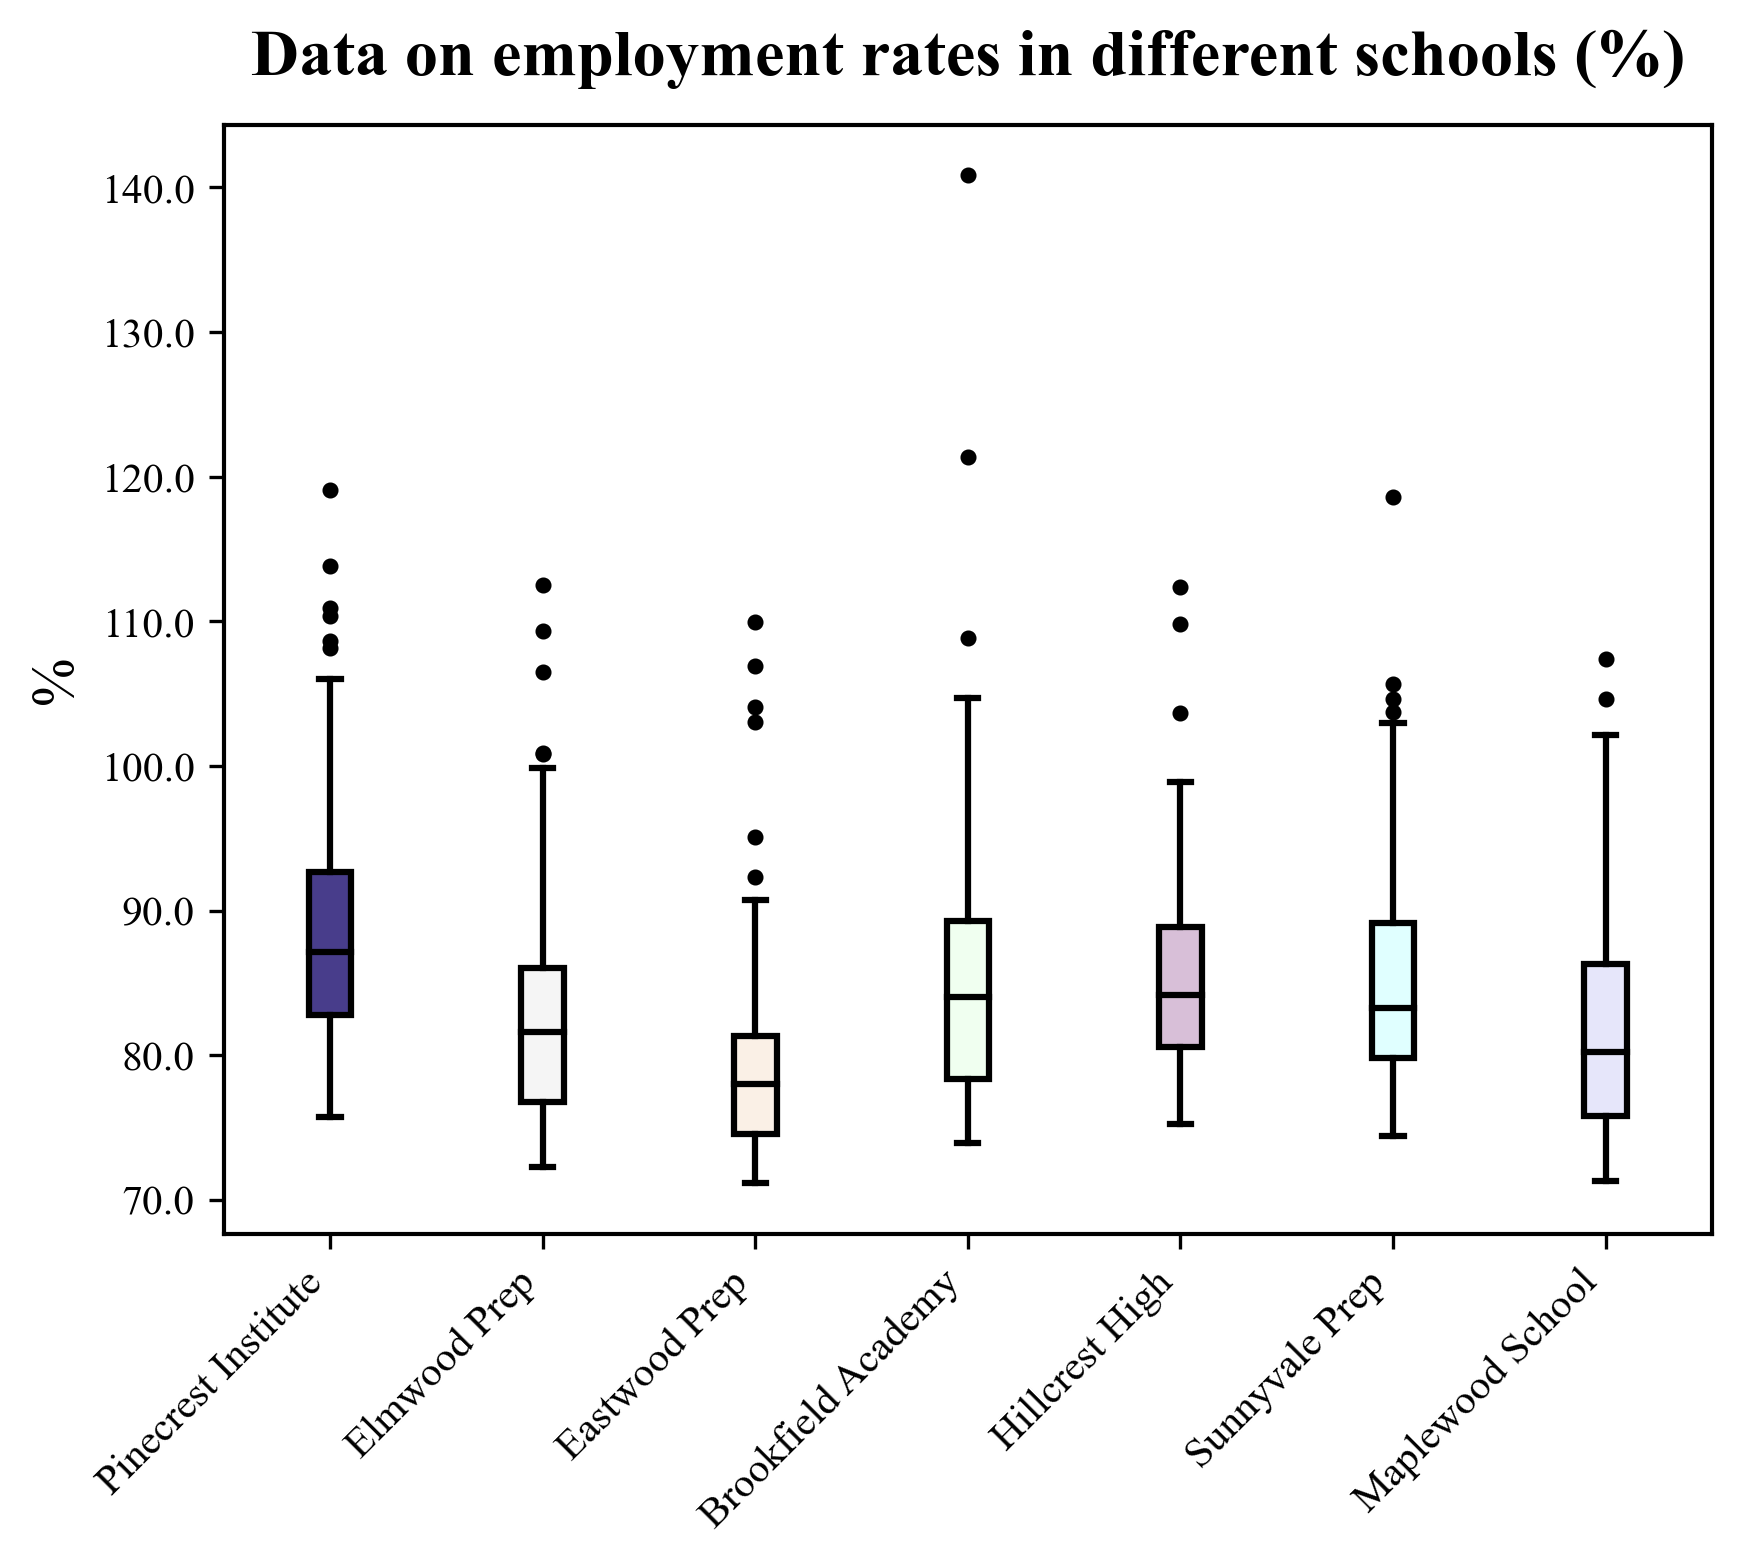 Data on employment rates in different schools (%)
140.0
130.0
120.0
110.0
100.0
90.0
80.0
70.0
%
Pinecrest Institute
Elmwood Prep
Eastwood Prep
Brookfield Academy
Hillcrest High
Sunnyvale Prep
Maplewood School